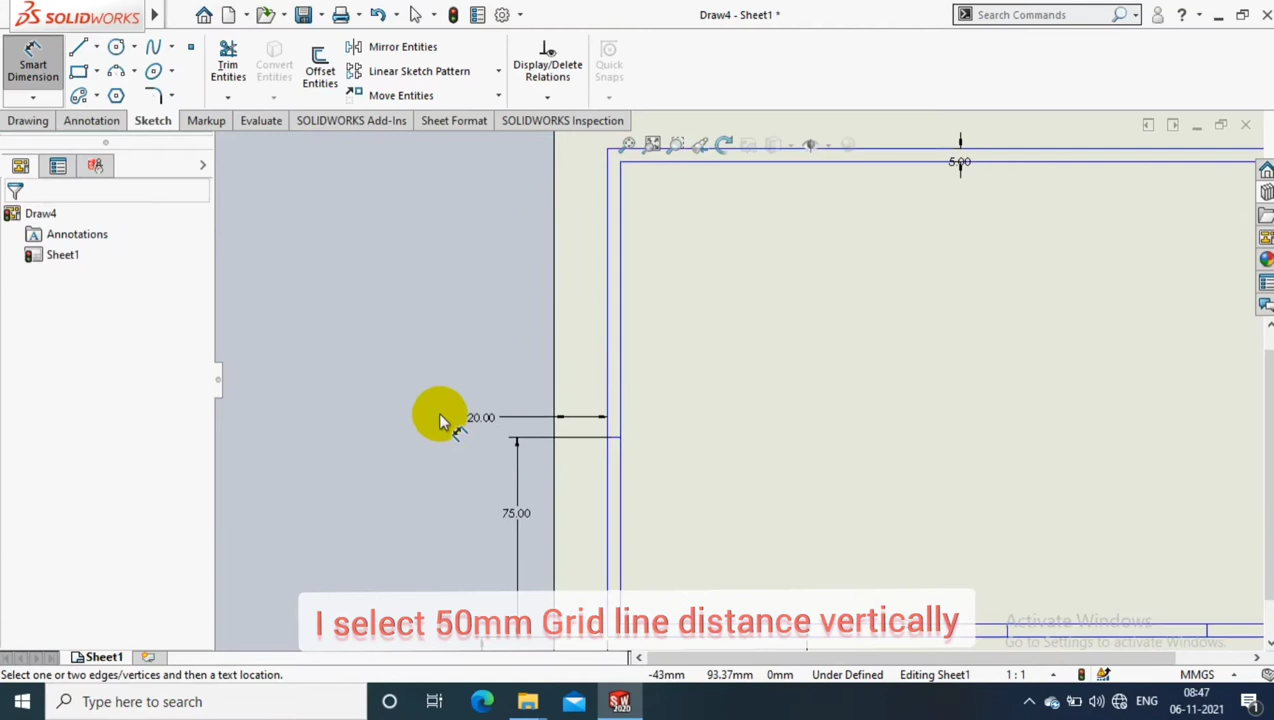 SOLIDWORKS
Draw4 - Sheet1 *
Search Commands
?
Smart Dimension
Trim Entities
Convert Entities
Offset Entities
Mirror Entities
Linear Sketch Pattern
Move Entities
Display/Delete Relations
Quick Snaps
Drawing
Annotation
Sketch
Markup
Evaluate
SOLIDWORKS Add-Ins
Sheet Format
SOLIDWORKS Inspection
5.00
Draw4
Annotations
Sheet1
20.00
75.00
I select 50mm Grid line distance vertically
Activate Windows
Go to Settings to activate Windows.
Sheet1
Select one or two edges/vertices and then a text location.
-43mm
93.37mm
0mm
Under Defined
Editing Sheet1
1 : 1
MMGS
Type here to search
SW
2020
ENG
08:47
06-11-2021
1